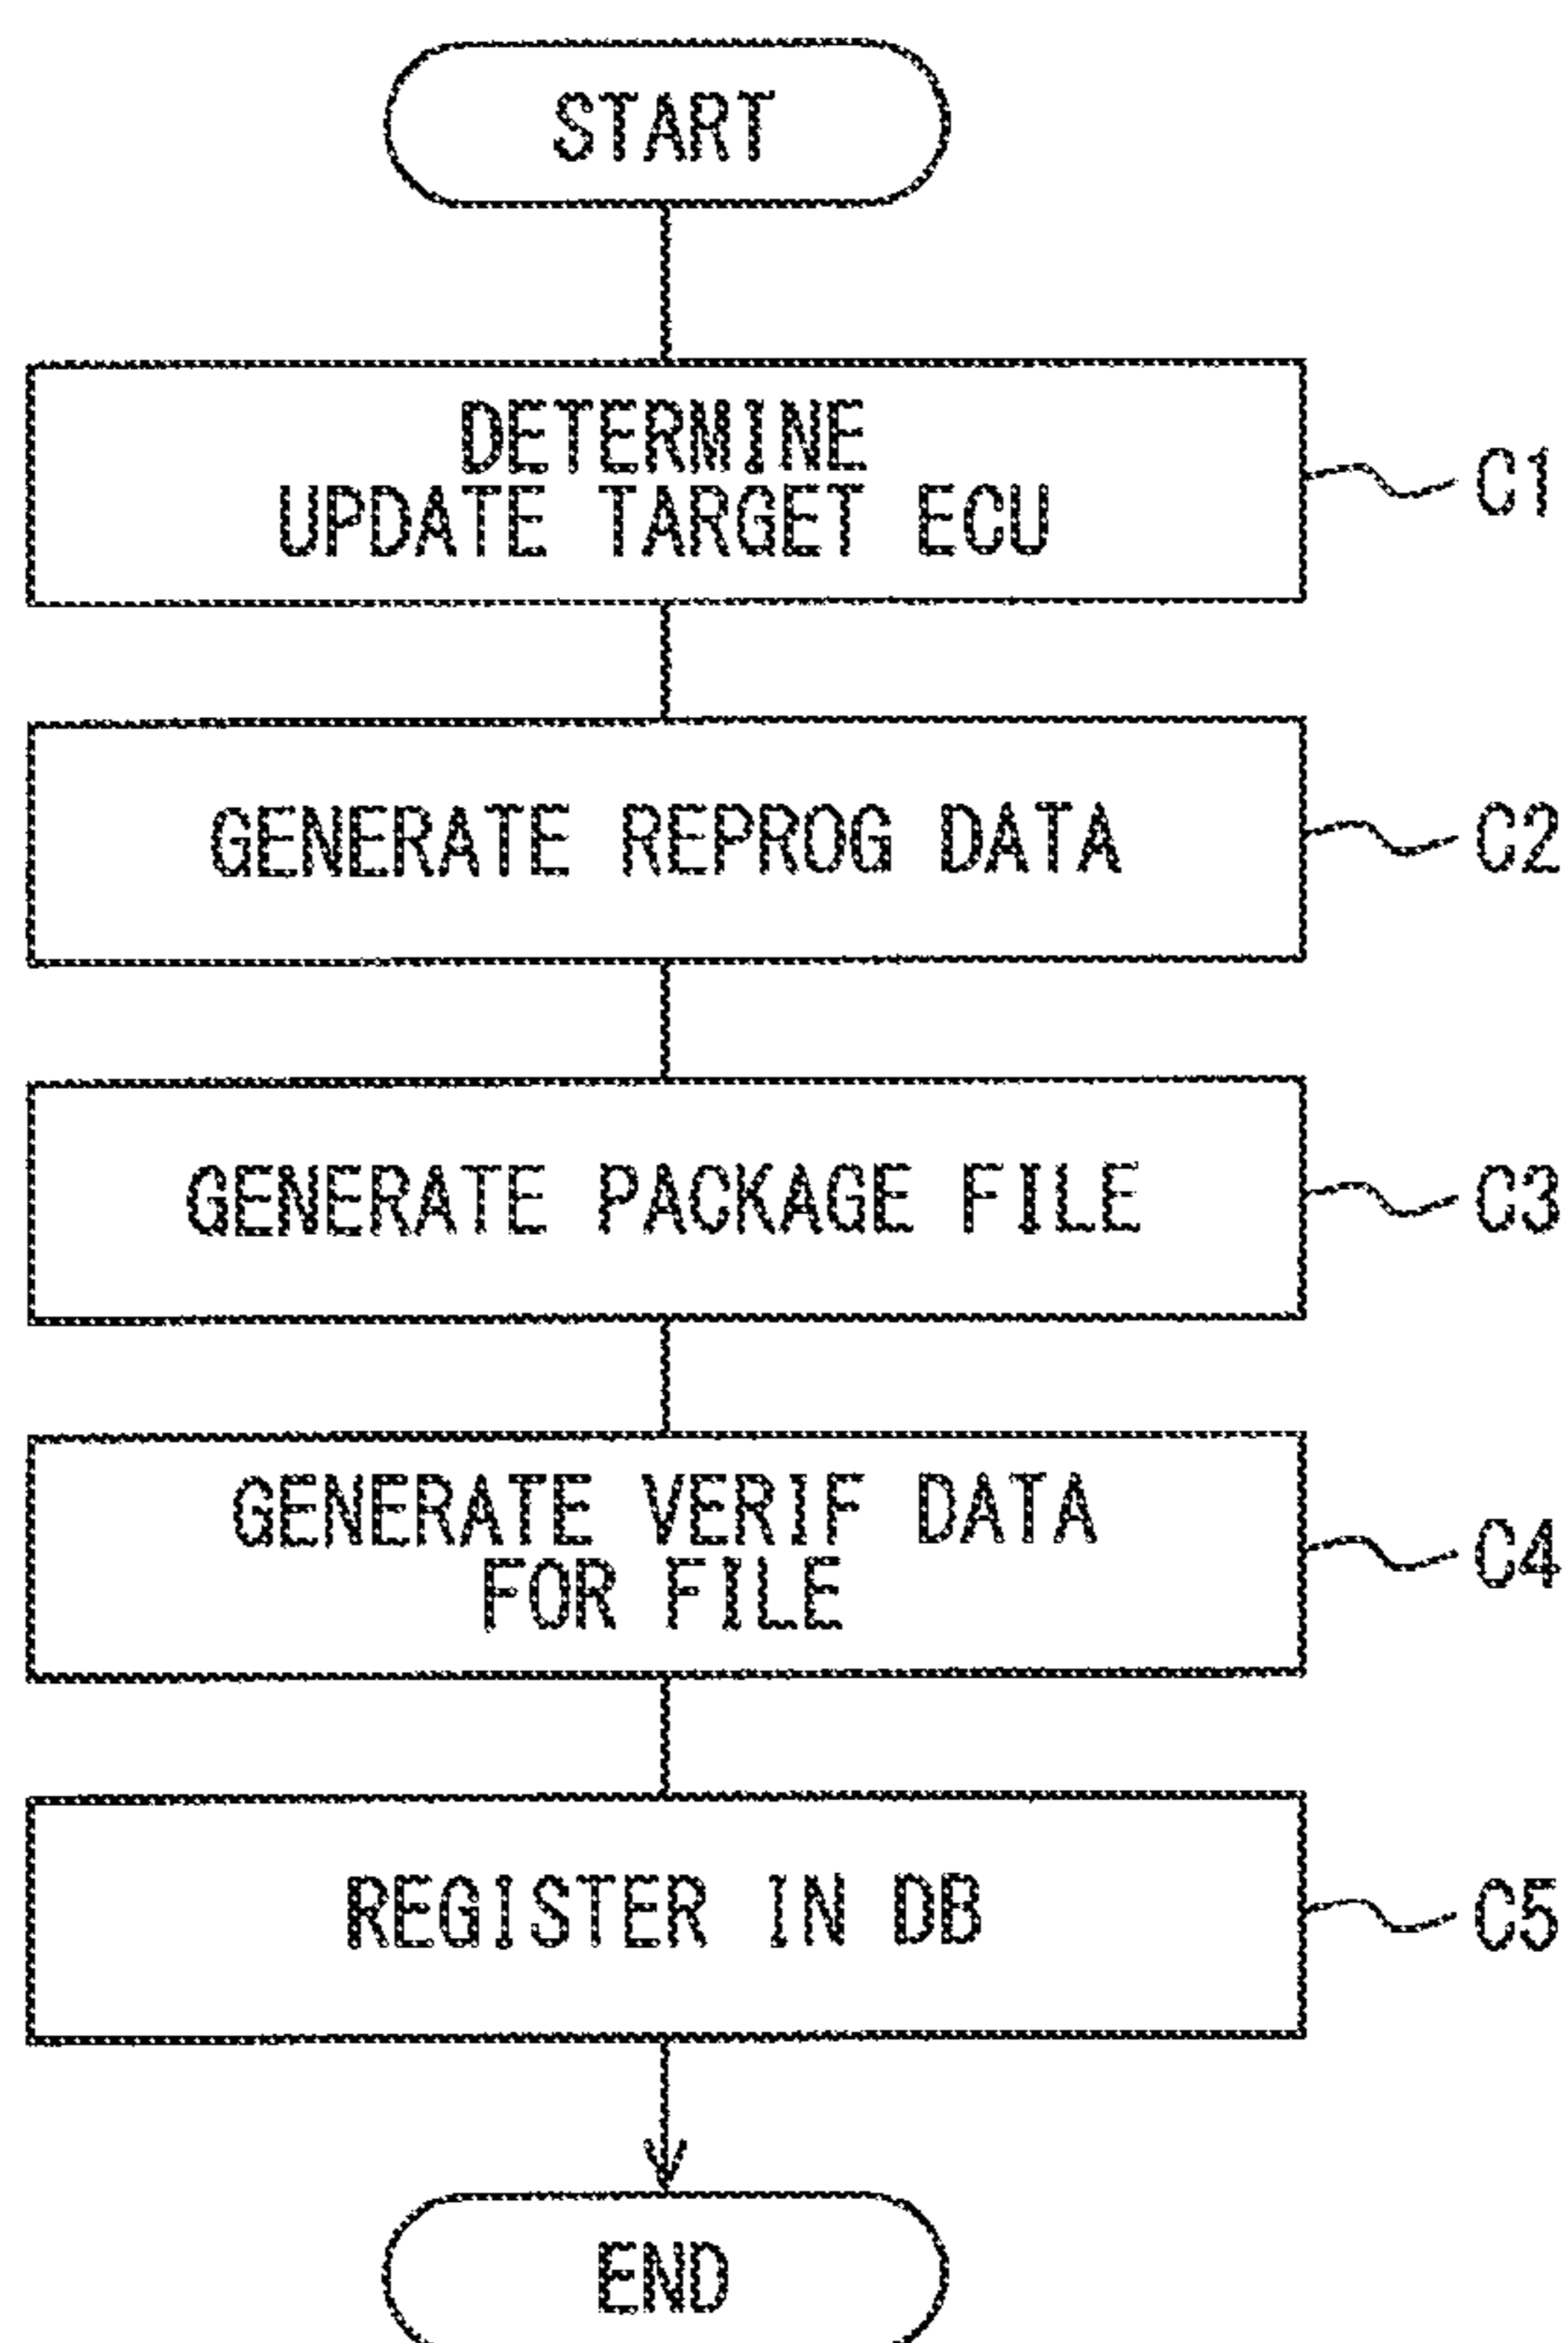 START
DETERMINE
UPDATE TARGET ECU
C1
GENERATE REPROG DATA
C2
GENERATE PACKAGE FILE
C3
GENERATE VERIF DATA
FOR FILE
C4
REGISTER IN DB
C5
END